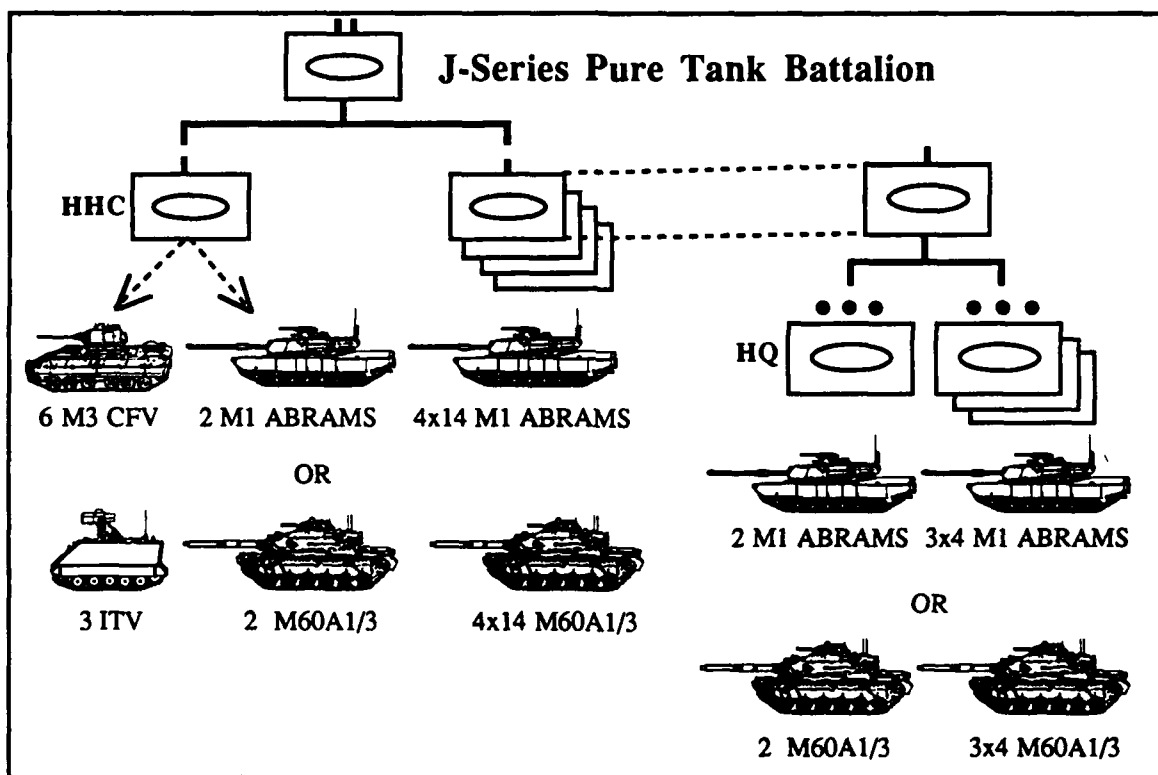 J-Series Pure Tank Battalion
HHC
6 M3 CFV
2 M1 ABRAMS
4x14 M1 ABRAMS
OR
3 ITV
2 M60A1/3
4x14 M60A1/3
HQ
2 M1 ABRAMS
3x4 M1 ABRAMS
OR
2 M60A1/3
3x4 M60A1/3